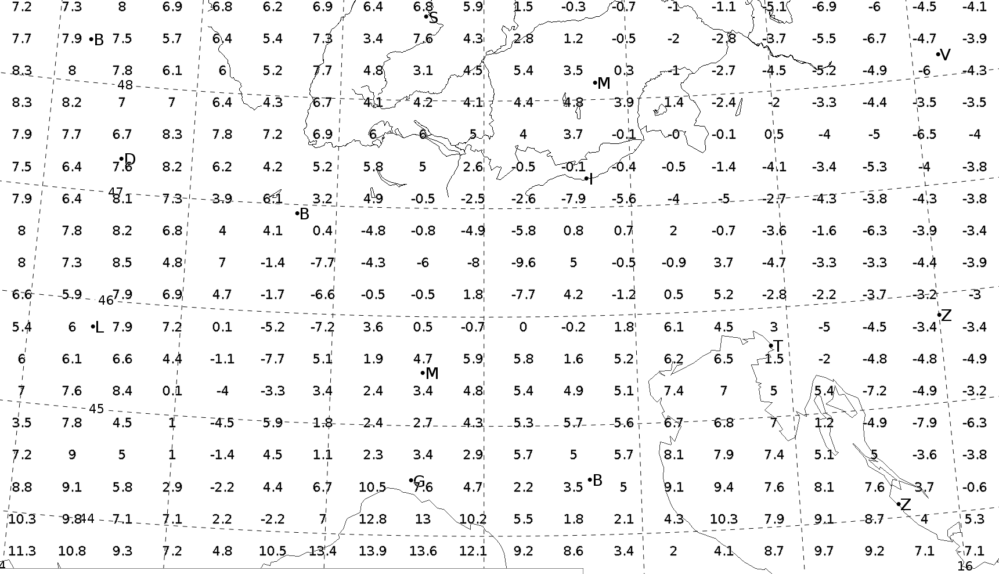 7.2 7.3 8 6.9 6.8 6.2 6.9 6.4 6.8 5.9 1.5 -0.3 -0.7 -1 -1.1 -5.1 -6.9 -6 -4.5 -4.1
S
7.7 7.9 B 7.5 5.7 6.4 5.4 7.3 3.4 7.6 4.3 2.8 1.2 -0.5 -2 -2.8 -3.7 -5.5 -6.7 -4.7 -3.9
V
8.3 8 7.8 6.1 6 5.2 7.7 4.8 3.1 4.5 5.4 3.5 0.3 -1 -2.7 -4.5 -5.2 -4.9 -6 -4.3
48 M
8.3 8.2 7 7 6.4 4.3 6.7 4.1 4.2 4.1 4.4 4.8 3.9 1.4 -2.4 -2 -3.3 -4.4 -3.5 -3.5
7.9 7.7 6.7 8.3 7.8 7.2 6.9 6 6 5 4 3.7 -0.1 -0 -0.1 0.5 -4 -5 -6.5 -4
D
7.5 6.4 7.6 8.2 6.2 4.2 5.2 5.8 5 2.6 -0.5 -0.1 -0.4 -0.5 -1.4 -4.1 -3.4 -5.3 -4 -3.8
I
47
7.9 6.4 8.1 7.3 3.9 6.1 3.2 4.9 -0.5 -2.5 -2.6 -7.9 -5.6 -4 -5 -2.7 -4.3 -3.8 -4.3 -3.8
B
8 7.8 8.2 6.8 4 4.1 0.4 -4.8 -0.8 -4.9 -5.8 0.8 0.7 2 -0.7 -3.6 -1.6 -6.3 -3.9 -3.4
8 7.3 8.5 4.8 7 -1.4 -7.7 -4.3 -6 -8 -9.6 5 -0.5 -0.9 3.7 -4.7 -3.3 -3.3 -4.4 -3.9
6.6 5.9 7.9 6.9 4.7 -1.7 -6.6 -0.5 -0.5 1.8 -7.7 4.2 -1.2 0.5 5.2 -2.8 -2.2 -3.7 -3.2 -3
46
Z
5.4 6 L 7.9 7.2 0.1 -5.2 -7.2 3.6 0.5 -0.7 0 -0.2 1.8 6.1 4.5 3 -5 -4.5 -3.4 -3.4
T
6 6.1 6.6 4.4 -1.1 -7.7 5.1 1.9 4.7 5.9 5.8 1.6 5.2 6.2 6.5 1.5 -2 -4.8 -4.8 -4.9
M
7 7.6 8.4 0.1 -4 -3.3 3.4 2.4 3.4 4.8 5.4 4.9 5.1 7.4 7 5 5.4 -7.2 -4.9 -3.2
45
3.5 7.8 4.5 1 -4.5 5.9 1.8 2.4 2.7 4.3 5.3 5.7 5.6 6.7 6.8 7 1.2 -4.9 -7.9 -6.3
7.2 9 5 1 -1.4 4.5 1.1 2.3 3.4 2.9 5.7 5 5.7 8.1 7.9 7.4 5.1 5 -3.6 -3.8
G B
8.8 9.1 5.8 2.9 -2.2 4.4 6.7 10.5 7.6 4.7 2.2 3.5 5 9.1 9.4 7.6 8.1 7.6 3.7 -0.6
Z
10.3 9.8 44 7.1 7.1 2.2 -2.2 7 12.8 13 10.2 5.5 1.8 2.1 4.3 10.3 7.9 9.1 8.7 4 5.3
11.3 10.8 9.3 7.2 4.8 10.5 13.4 13.9 13.6 12.1 9.2 8.6 3.4 2 4.1 8.7 9.7 9.2 7.1 7.1
4 16